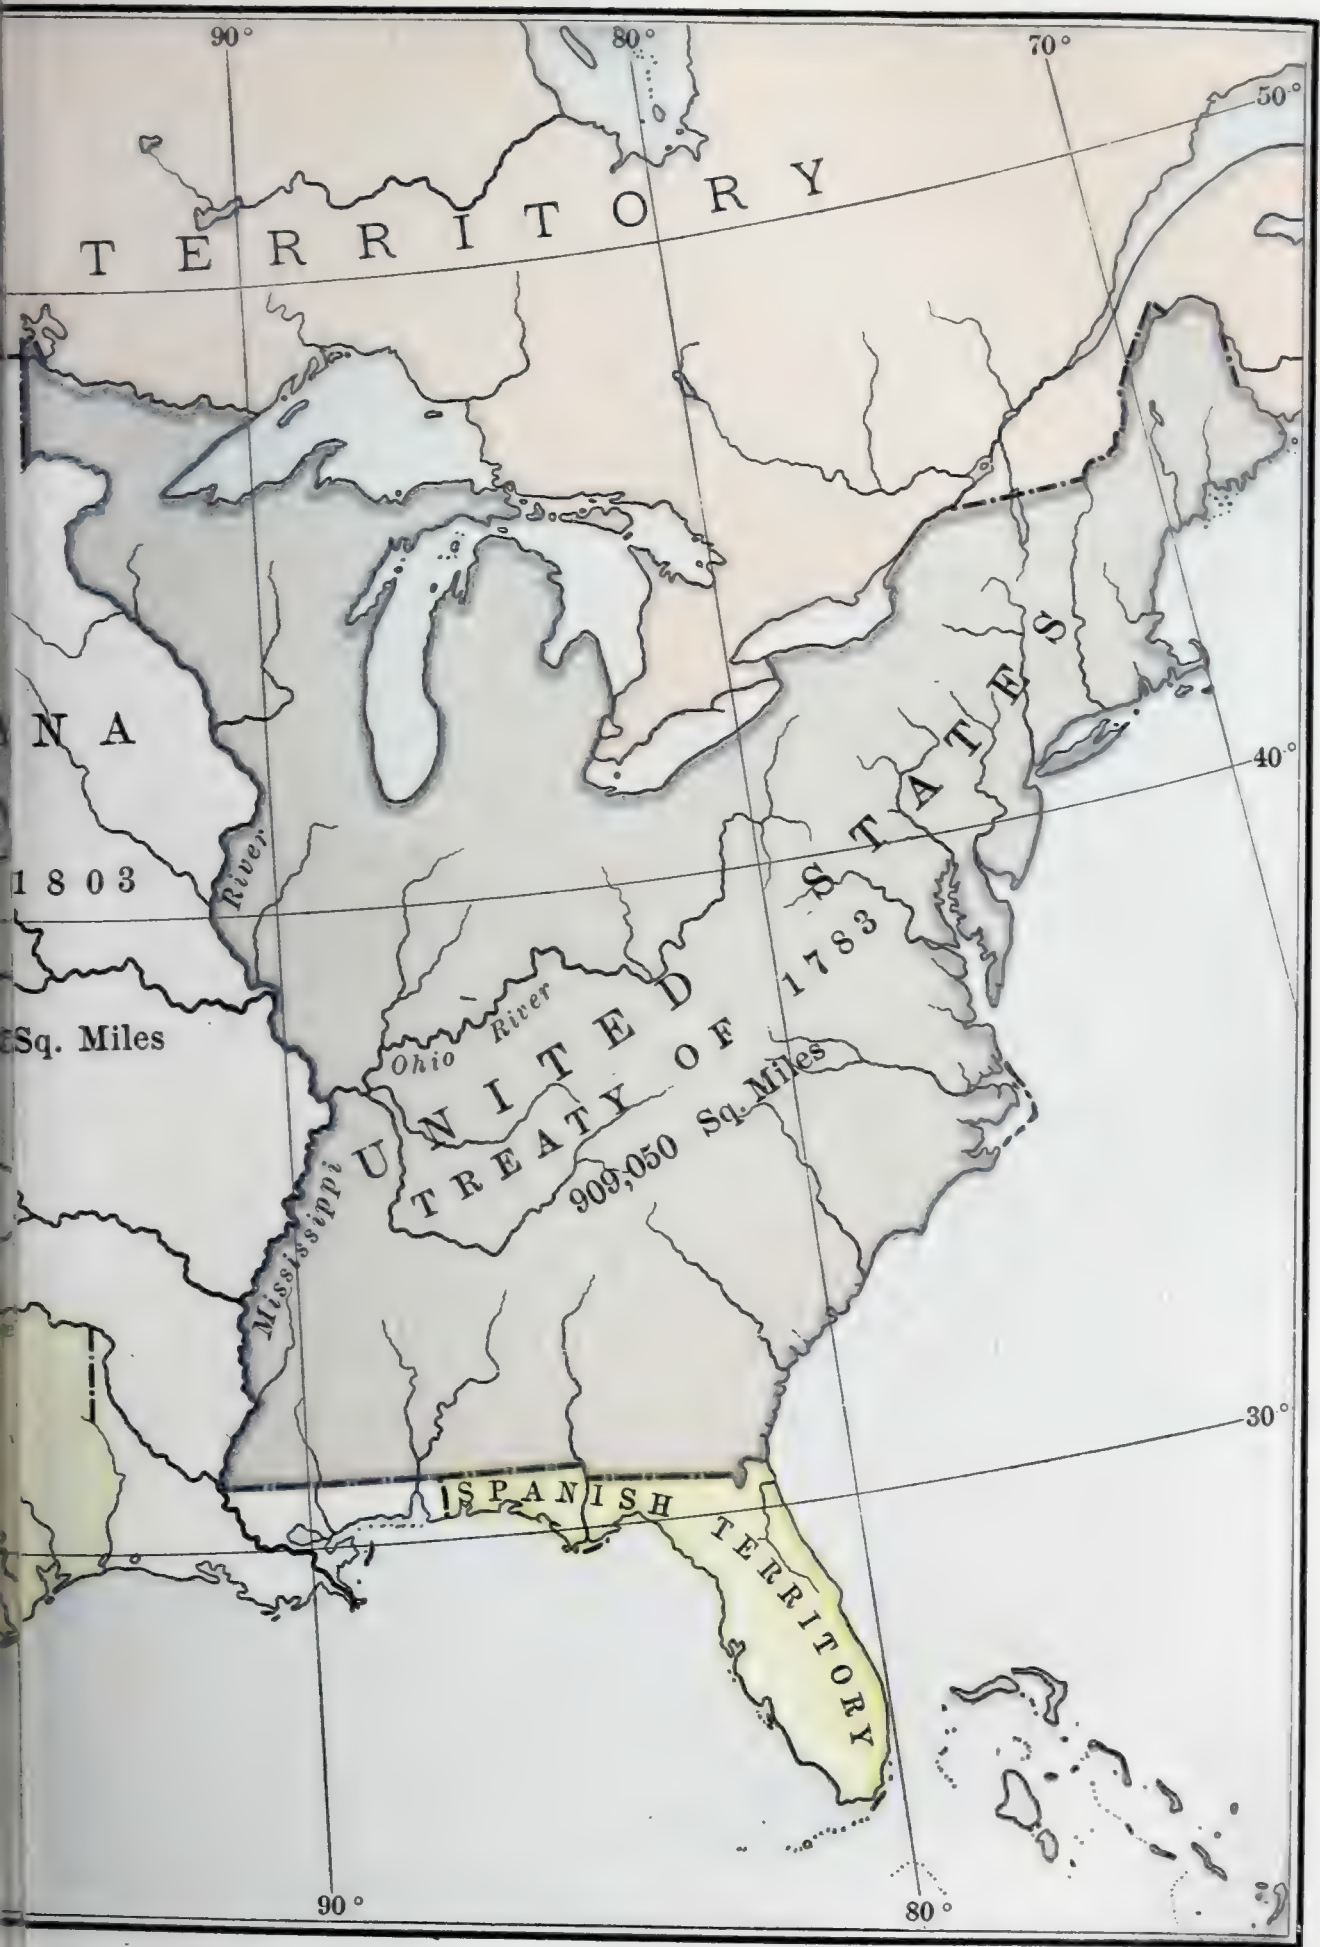 90°
80°
70°
50°
TERRITORY
NA
1803
Sq. Miles
River
UNITED STATES
TREATY OF 1783
909,050 Sq. Miles
Ohio River
Mississippi
40°
30°
SPANISH TERRITORY
90°
80°